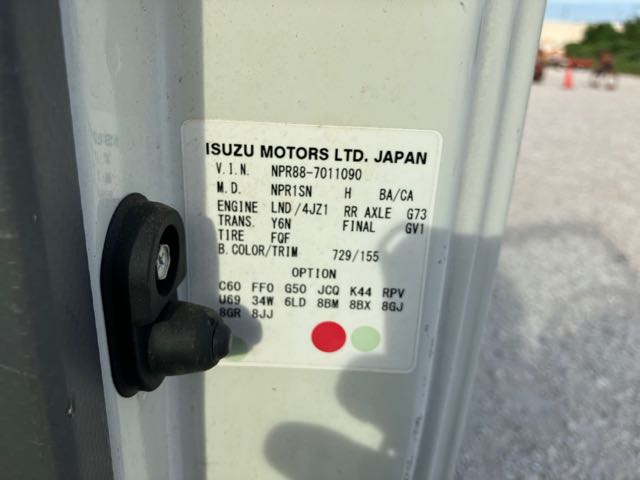 ISUZU MOTORS LTD. JAPAN
V.I.N. NPR88-7011090
M.D. NPR1SN H BA/CA
ENGINE LND/4JZ1 RR AXLE G73
TRANS. Y6N FINAL GV1
TIRE FQF
B.COLOR/TRIM 729/155
OPTION
C60 FF0 G50 JCQ K44 RPV
U69 34W 6LD 8BM 8BX 8GJ
8GR 8JJ